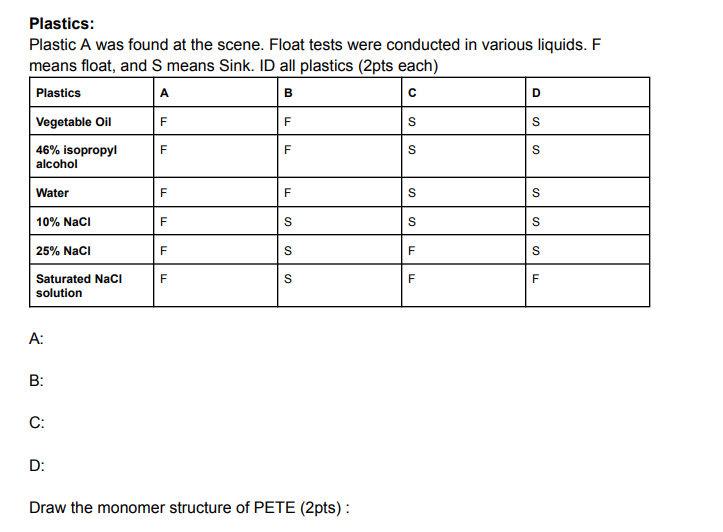 Plastics:
Plastic A was found at the scene. Float tests were conducted in various liquids. F
means float, and S means Sink. ID all plastics (2pts each)
Plastics A B C D
Vegetable Oil F F S S
46% isopropyl
alcohol F F S S
Water F F S S
10% NaCl F S S S
25% NaCl F S F S
Saturated NaCl
solution F S F F
A:
B:
C:
D:
Draw the monomer structure of PETE (2pts) :